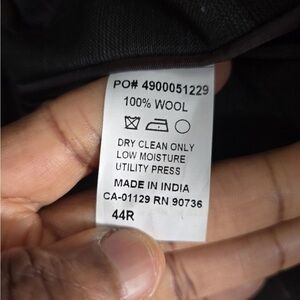 PO# 4900051229
100% WOOL
DRY CLEAN ONLY
LOW MOISTURE
UTILITY PRESS
MADE IN INDIA
CA-01129 RN 90736
44R